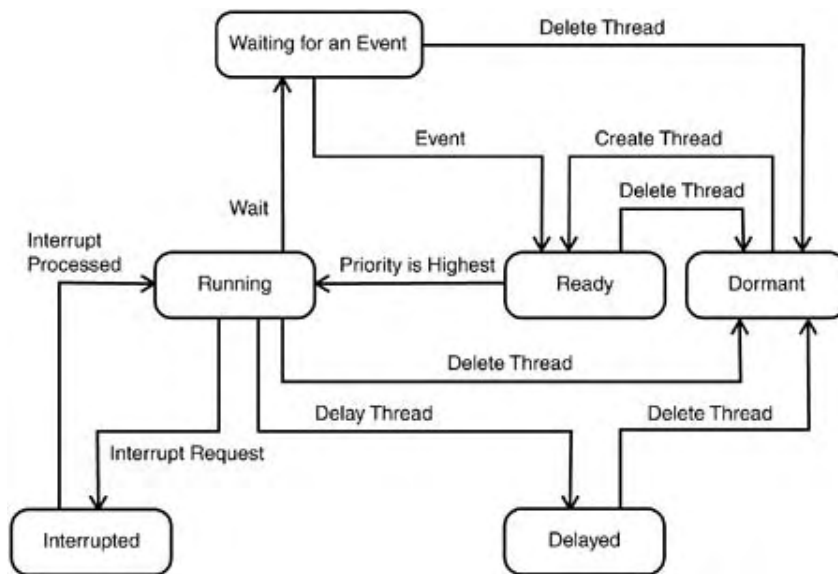 Waiting for an Event
Delete Thread
Event
Create Thread
Delete Thread
Wait
Interrupt
Processed
Running
Priority is Highest
Ready
Dormant
Delete Thread
Delay Thread
Delete Thread
Interrupt Request
Interrupted
Delayed